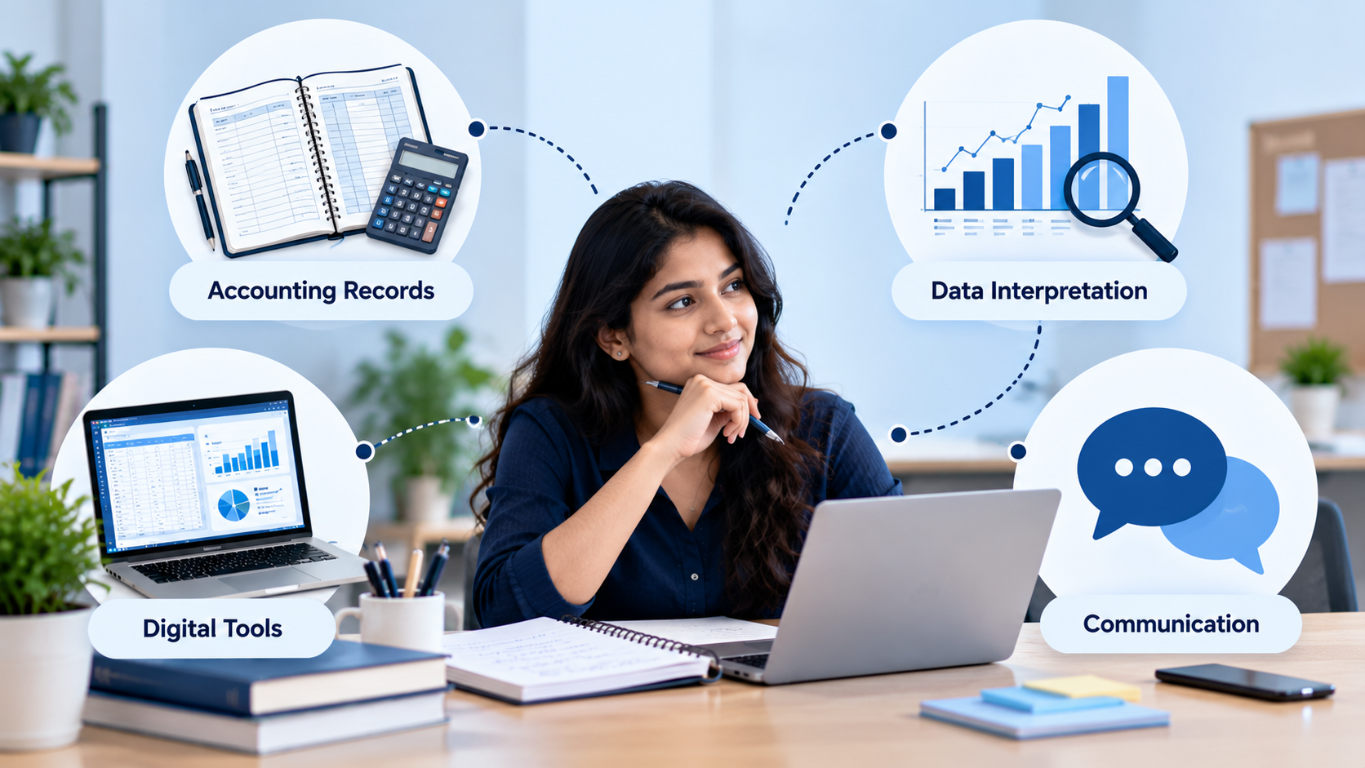 Accounting Records
Data Interpretation
Digital Tools
Communication